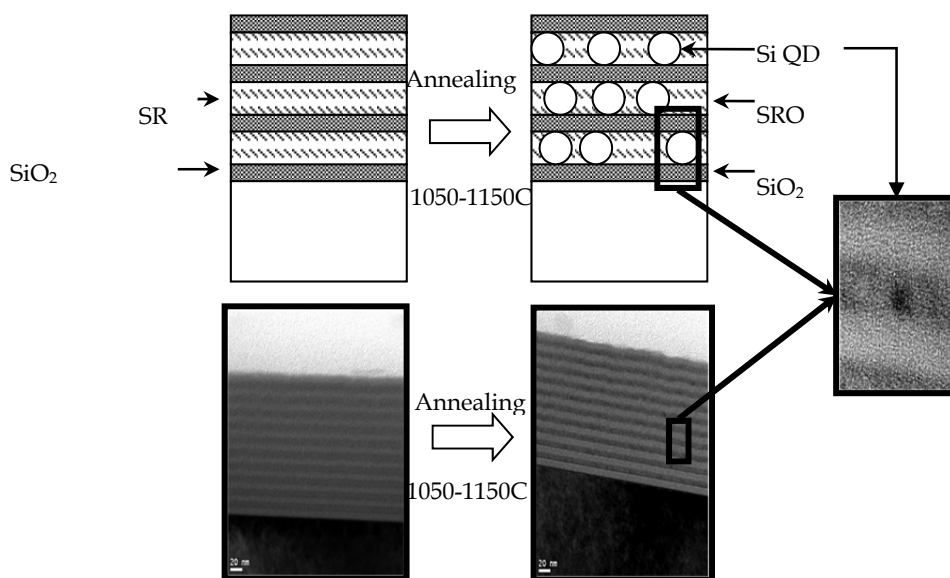 Annealing
Si QD
SR
SRO
SiO₂
1050-1150C
SiO₂
Annealing
1050-1150C
20 nm
20 nm